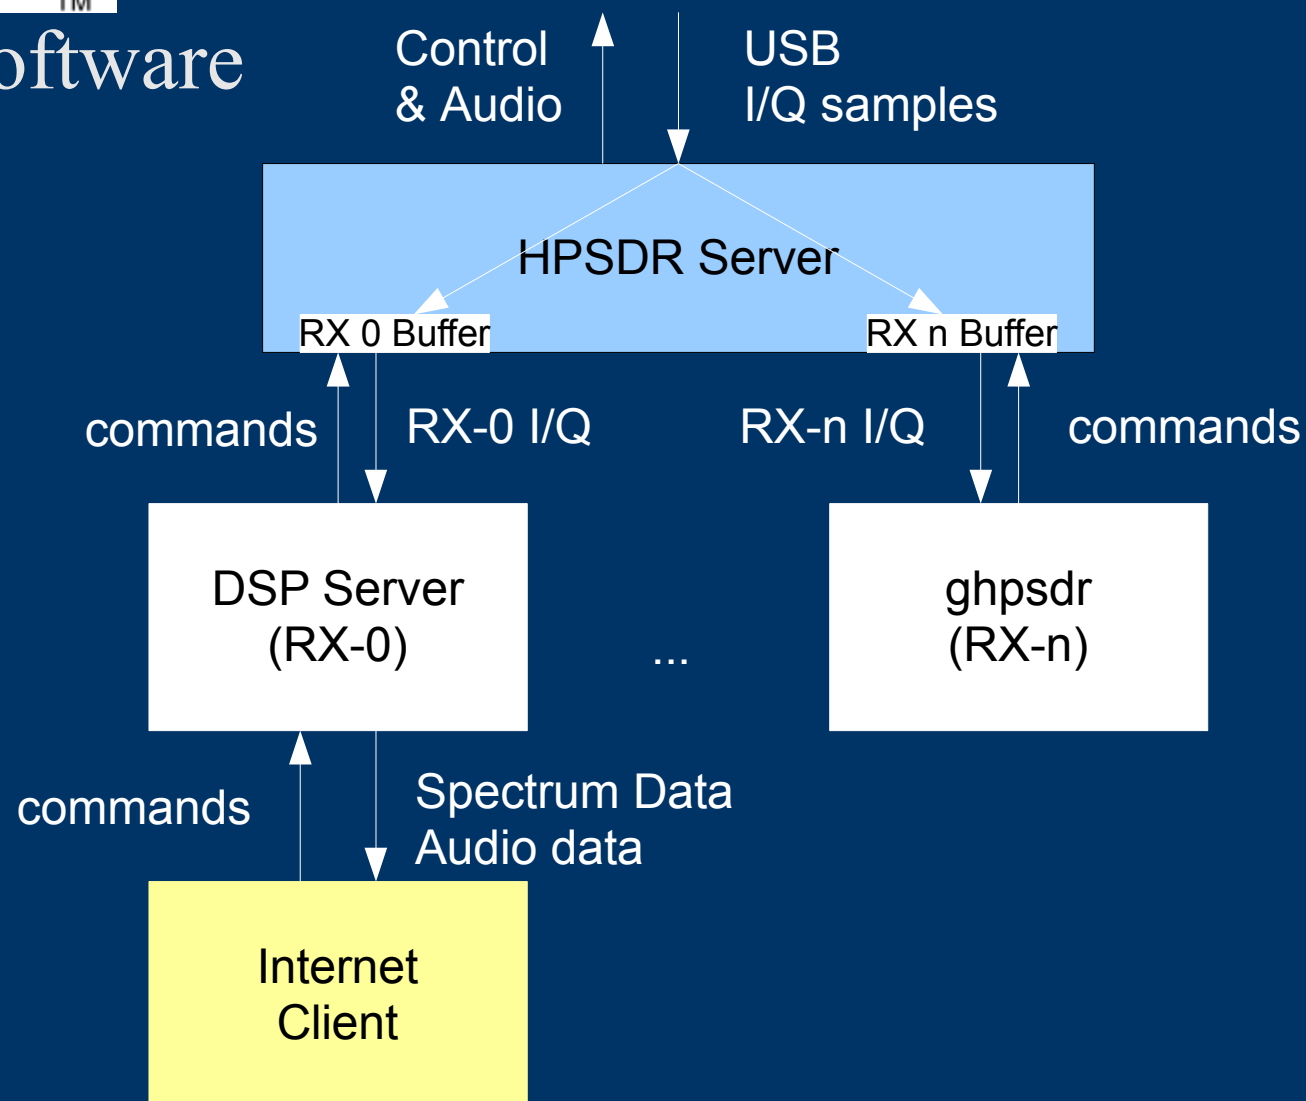 TM
oftware
Control
& Audio
USB
I/Q samples
HPSDR Server
RX 0 Buffer
RX n Buffer
commands
RX-0 I/Q
RX-n I/Q
commands
DSP Server
(RX-0)
...
ghpsdr
(RX-n)
commands
Spectrum Data
Audio data
Internet
Client